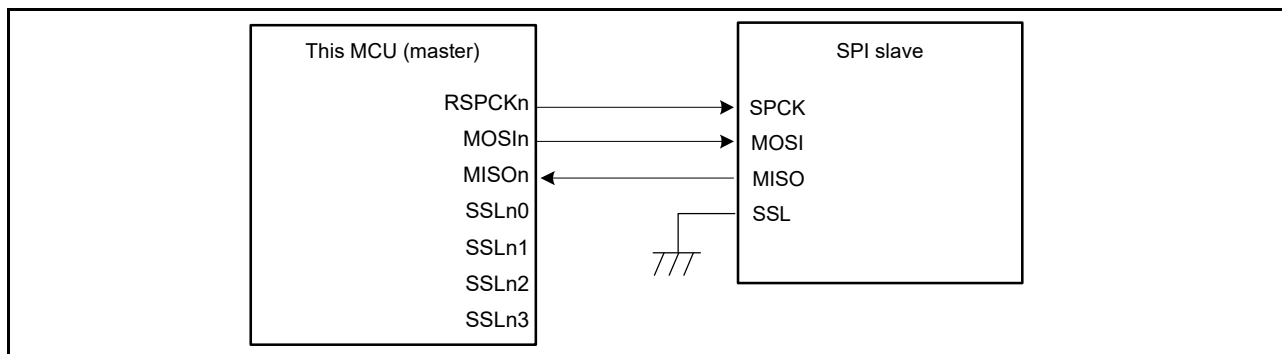 This MCU (master)
RSPCKn
MOSIn
MISOn
SSLn0
SSLn1
SSLn2
SSLn3
SPI slave
SPCK
MOSI
MISO
SSL